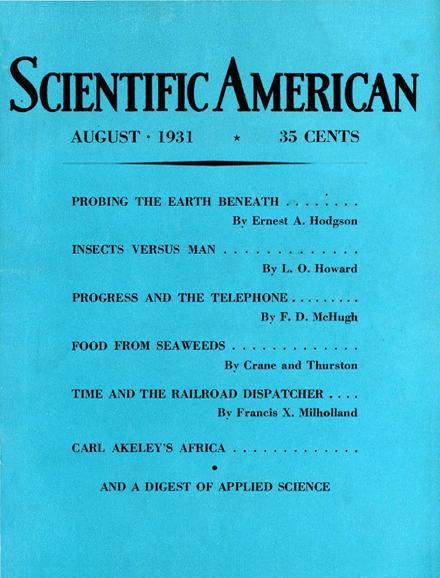 SCIENTIFIC AMERICAN
AUGUST · 1931 ★ 35 CENTS
PROBING THE EARTH BENEATH . . . . . . . .
By Ernest A. Hodgson
INSECTS VERSUS MAN . . . . . . . . . . . . .
By L. O. Howard
PROGRESS AND THE TELEPHONE . . . . . . . . .
By F. D. McHugh
FOOD FROM SEAWEEDS . . . . . . . . . . . . .
By Crane and Thurston
TIME AND THE RAILROAD DISPATCHER . . . .
By Francis X. Milholland
CARL AKELEY'S AFRICA . . . . . . . . . . . . .
•
AND A DIGEST OF APPLIED SCIENCE